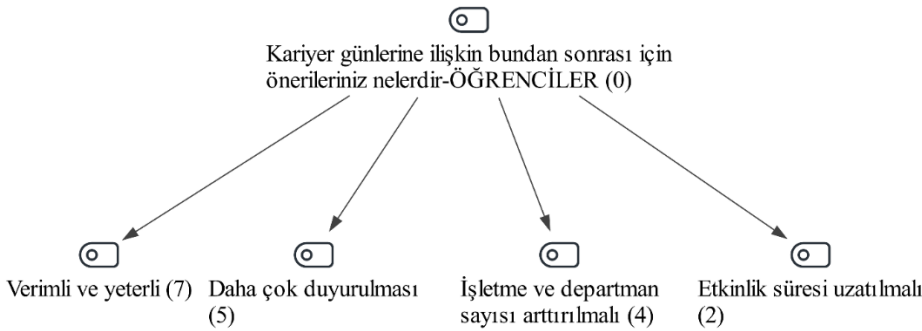 Kariyer günlerine ilişkin bundan sonrası için
önerileriniz nelerdir-ÖĞRENCİLER (0)
Verimli ve yeterli (7)
Daha çok duyurulması
(5)
İşletme ve departman
sayısı arttırılmalı (4)
Etkinlik süresi uzatılmalı
(2)